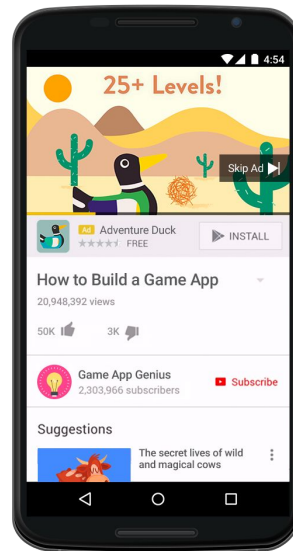 4:54
25+ Levels!
Skip Ad
Ad Adventure Duck
FREE
INSTALL
How to Build a Game App
20,948,392 views
50K
3K
Game App Genius
2,303,966 subscribers
Subscribe
Suggestions
The secret lives of wild
and magical cows